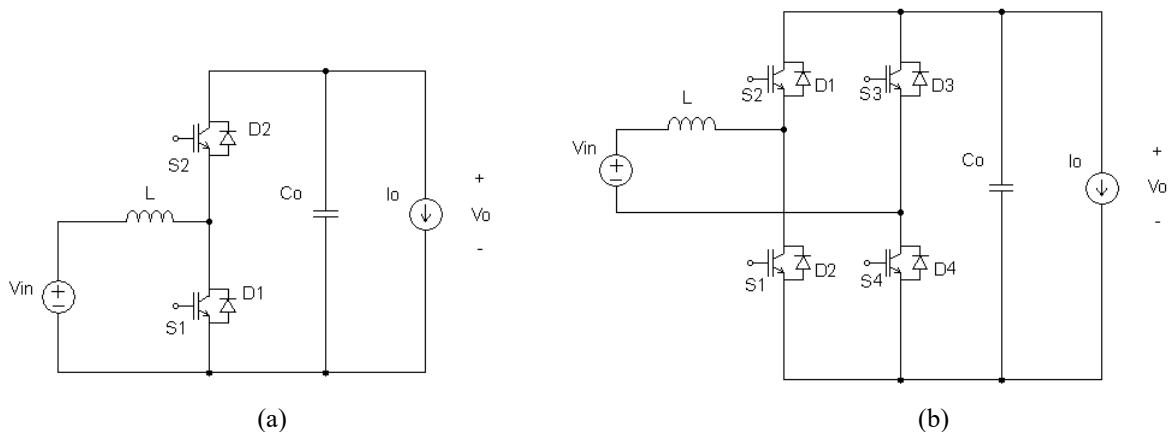 D2
S2
L
Co
Io
+
Vo
-
Vin
D1
S1
(a)
S2
D1
S3
D3
L
Vin
Co
Io
+
Vo
-
S1
D2
S4
D4
(b)